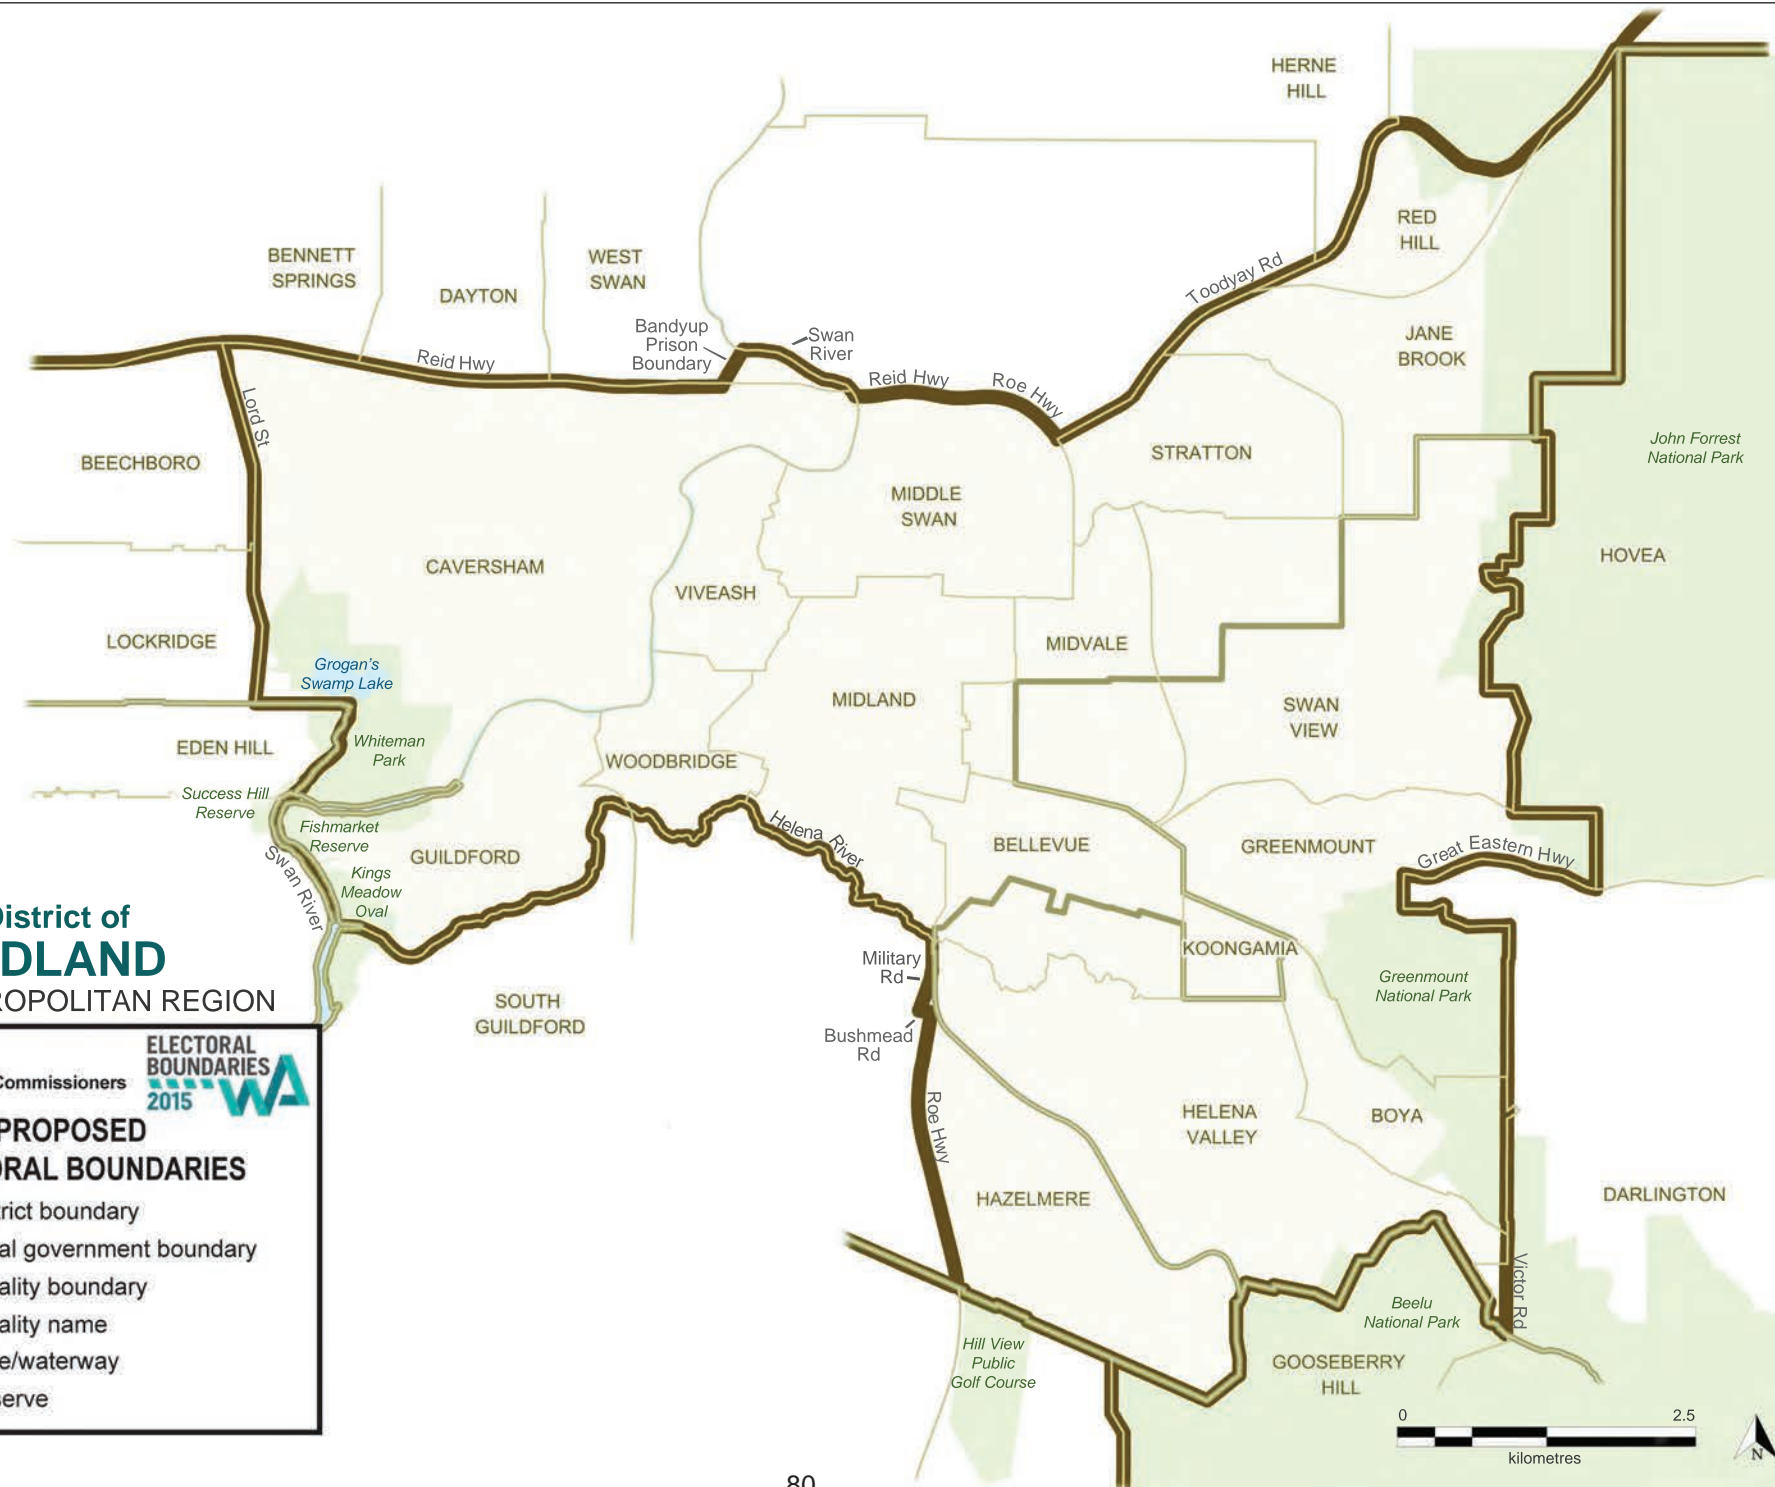 HERNE
HILL
RED
HILL
BENNETT
SPRINGS
WEST
SWAN
DAYTON
Toodyay Rd
Bandyup
Prison
Boundary
Swan
River
JANE
BROOK
Reid Hwy
Reid Hwy
Roe Hwy
Lord St
BEECHBORO
STRATTON
John Forrest
National Park
MIDDLE
SWAN
HOVEA
CAVERSHAM
VIVEASH
LOCKRIDGE
MIDVALE
Grogan's
Swamp Lake
MIDLAND
SWAN
VIEW
EDEN HILL
Whiteman
Park
WOODBRIDGE
Success Hill
Reserve
Fishmarket
Reserve
Helena River
BELLEVUE
GREENMOUNT
Great Eastern Hwy
GUILDFORD
Swan River
Kings
Meadow
Oval
District of
DLAND
ROPOLITAN REGION
KOONGAMIA
Military
Rd
Greenmount
National Park
SOUTH
GUILDFORD
Bushmead
Rd
ELECTORAL
BOUNDARIES
2015 WA
Commissioners
PROPOSED
ORAL BOUNDARIES
trict boundary
al government boundary
ality boundary
ality name
e/waterway
serve
Roe Hwy
HELENA
VALLEY
BOYA
HAZELMERE
DARLINGTON
Victor Rd
Beelu
National Park
Hill View
Public
Golf Course
GOOSEBERRY
HILL
0 2.5
kilometres
N
80